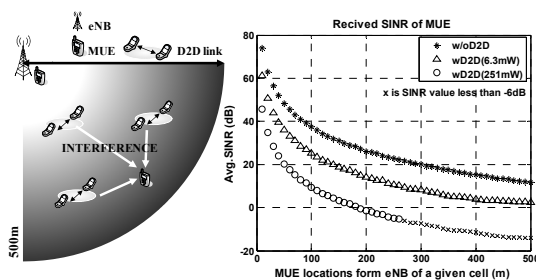 eNB
MUE
D2D link
INTERFERENCE
500m
Recived SINR of MUE
Avg.SINR (dB)
80
60
40
20
0
-20
w/oD2D
wD2D(6.3mW)
wD2D(251mW)
x is SINR value less than -6dB
0
100
200
300
400
500
MUE locations form eNB of a given cell (m)